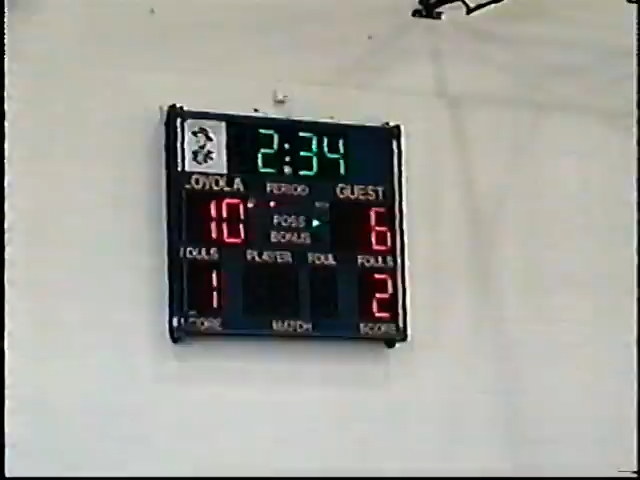 2:34
LOYOLA PERIOD GUEST
10 POSS 6
BONUS
FOULS PLAYER FOUL FOULS
1 2
SCORE MATCH SCORE